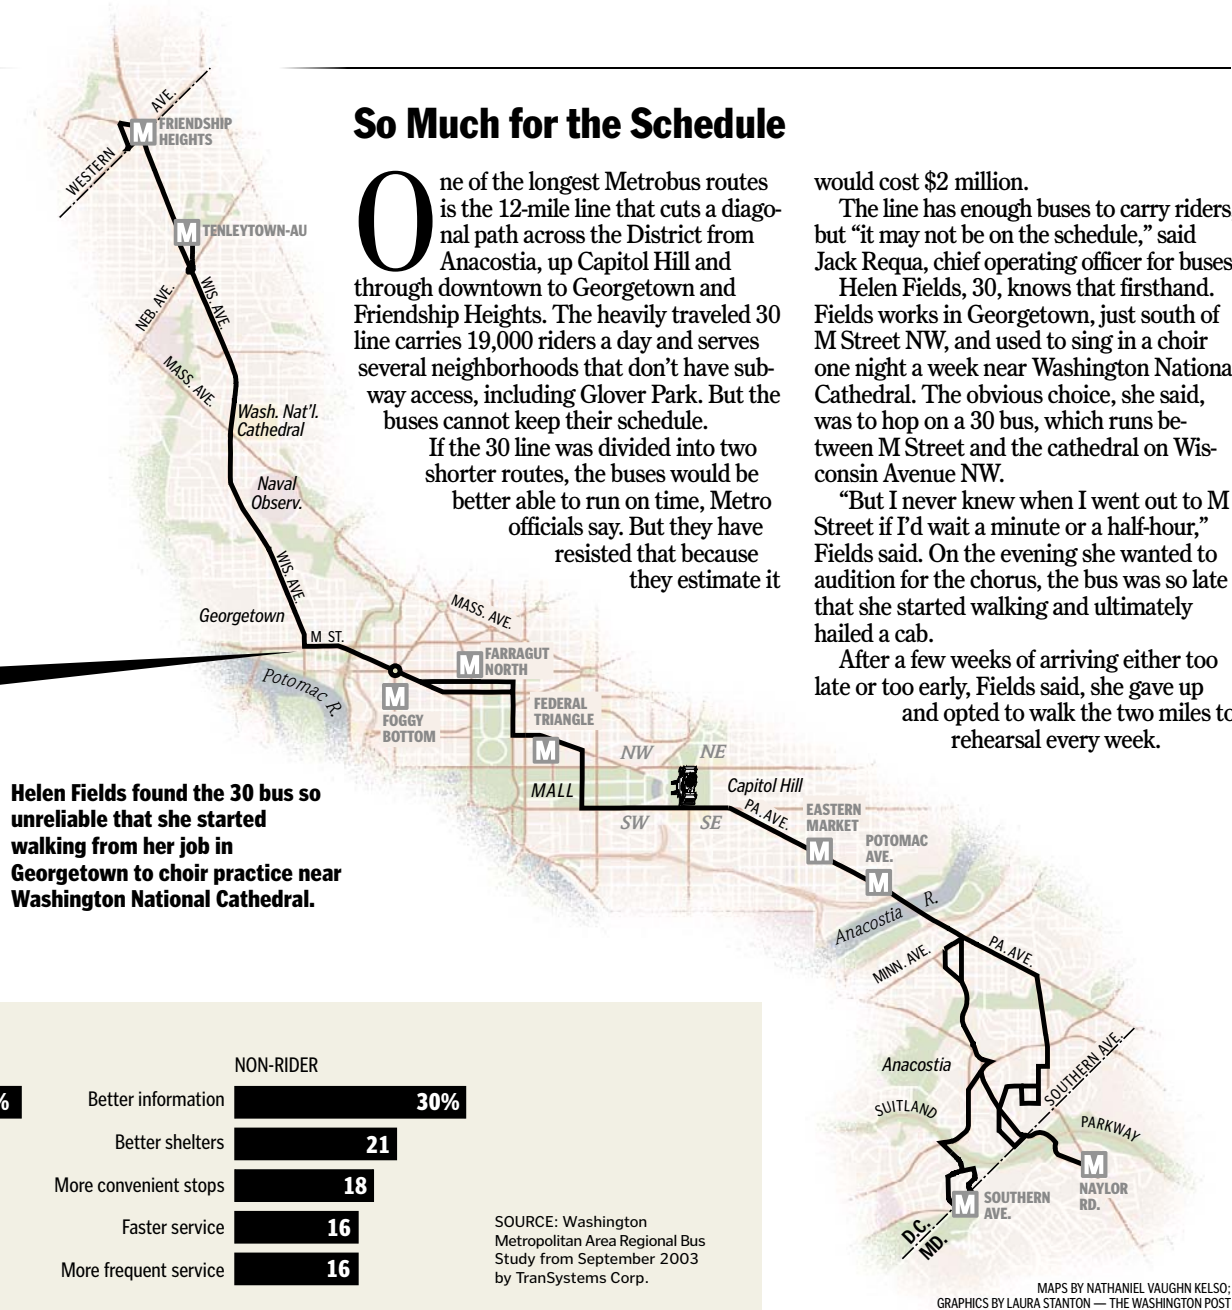 So Much for the Schedule
One of the longest Metrobus routes
is the 12-mile line that cuts a diago-
nal path across the District from
Anacostia, up Capitol Hill and
through downtown to Georgetown and
Friendship Heights. The heavily traveled 30
line carries 19,000 riders a day and serves
several neighborhoods that don’t have sub-
way access, including Glover Park. But the
buses cannot keep their schedule.
If the 30 line was divided into two
shorter routes, the buses would be
better able to run on time, Metro
officials say. But they have
resisted that because
they estimate it
would cost $2 million.
The line has enough buses to carry riders
but “it may not be on the schedule,” said
Jack Requa, chief operating officer for buses
Helen Fields, 30, knows that firsthand.
Fields works in Georgetown, just south of
M Street NW, and used to sing in a choir
one night a week near Washington Nationa
Cathedral. The obvious choice, she said,
was to hop on a 30 bus, which runs be-
tween M Street and the cathedral on Wis-
consin Avenue NW.
“But I never knew when I went out to M
Street if I’d wait a minute or a half-hour,”
Fields said. On the evening she wanted to
audition for the chorus, the bus was so late
that she started walking and ultimately
hailed a cab.
After a few weeks of arriving either too
late or too early, Fields said, she gave up
and opted to walk the two miles to
rehearsal every week.
WESTERN AVE.
M FRIENDSHIP
HEIGHTS
M TENLEYTOWN-AU
NEB. AVE.
WIS. AVE.
MASS. AVE.
Wash. Nat’l.
Cathedral
Naval
Observ.
WIS. AVE.
Georgetown
M ST.
MASS. AVE.
Potomac R.
M FARRAGUT
NORTH
M
FOGGY
BOTTOM
FEDERAL
TRIANGLE
M
NW
NE
MALL
Capitol Hill
SW
SE
PA. AVE.
EASTERN
MARKET
M
POTOMAC
AVE.
M
Anacostia R.
MINN. AVE.
PA. AVE.
Anacostia
SOUTHERN AVE.
SUITLAND
PARKWAY
M
NAYLOR
RD.
M SOUTHERN
AVE.
D.C.
MD.
Helen Fields found the 30 bus so
unreliable that she started
walking from her job in
Georgetown to choir practice near
Washington National Cathedral.
NON-RIDER
%
Better information 30%
Better shelters 21
More convenient stops 18
Faster service 16
More frequent service 16
SOURCE: Washington
Metropolitan Area Regional Bus
Study from September 2003
by TranSystems Corp.
MAPS BY NATHANIEL VAUGHN KELSO;
GRAPHICS BY LAURA STANTON — THE WASHINGTON POST